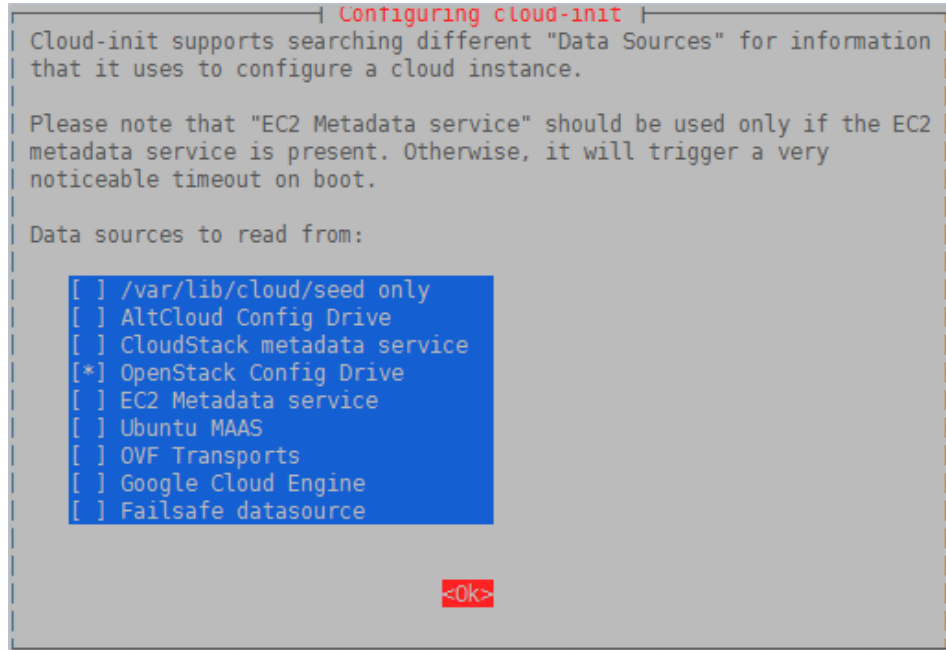 Configuring cloud-init
Cloud-init supports searching different "Data Sources" for information
that it uses to configure a cloud instance.
Please note that "EC2 Metadata service" should be used only if the EC2
metadata service is present. Otherwise, it will trigger a very
noticeable timeout on boot.
Data sources to read from:
[ ] /var/lib/cloud/seed only
[ ] AltCloud Config Drive
[ ] CloudStack metadata service
[*] OpenStack Config Drive
[ ] EC2 Metadata service
[ ] Ubuntu MAAS
[ ] OVF Transports
[ ] Google Cloud Engine
[ ] Failsafe datasource
<Ok>